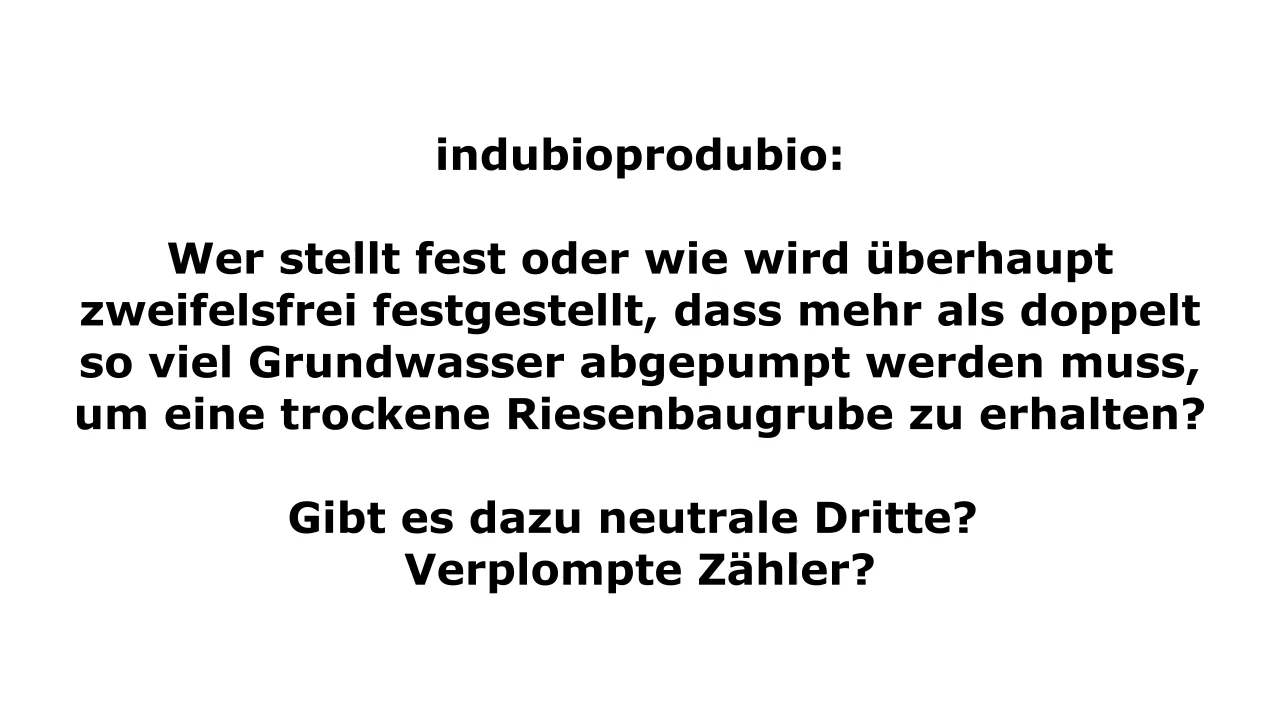 indubioprodubio:
Wer stellt fest oder wie wird überhaupt
zweifelsfrei festgestellt, dass mehr als doppelt
so viel Grundwasser abgepumpt werden muss,
um eine trockene Riesenbaugrube zu erhalten?
Gibt es dazu neutrale Dritte?
Verplompte Zähler?